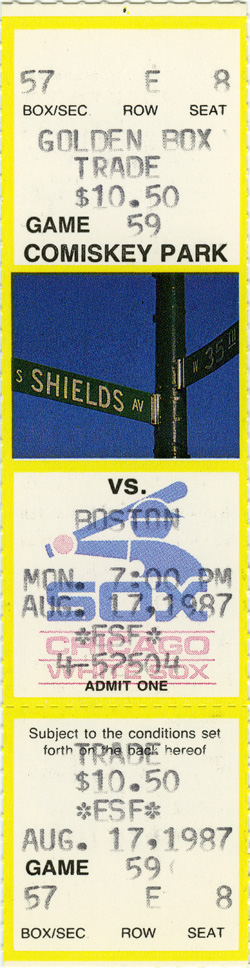 57 E 8
BOX/SEC ROW SEAT
GOLDEN BOX
TRADE
$10.50
GAME 59
COMISKEY PARK
S SHIELDS AV
W 35 TH
VS.
BOSTON
MON. 7:00 PM
SOX
AUG. 17,1987
*ESF*
CHICAGO
4-52504
WHITE SOX
ADMIT ONE
Subject to the conditions set
forth on the back hereof
TRADE
$10.50
*ESF*
AUG. 17,1987
GAME 59
57 E 8
BOX/SEC ROW SEAT